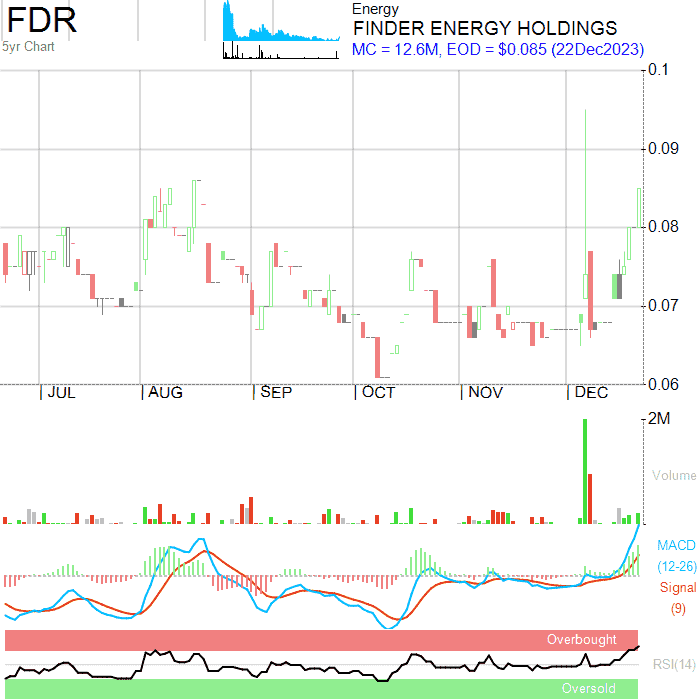 FDR
5yr Chart
Energy
FINDER ENERGY HOLDINGS
MC = 12.6M, EOD = $0.085 (22Dec2023)
0.1
0.09
0.08
0.07
0.06
JUL AUG SEP OCT NOV DEC
2M
Volume
MACD
(12-26)
Signal
(9)
Overbought
RSI(14)
Oversold